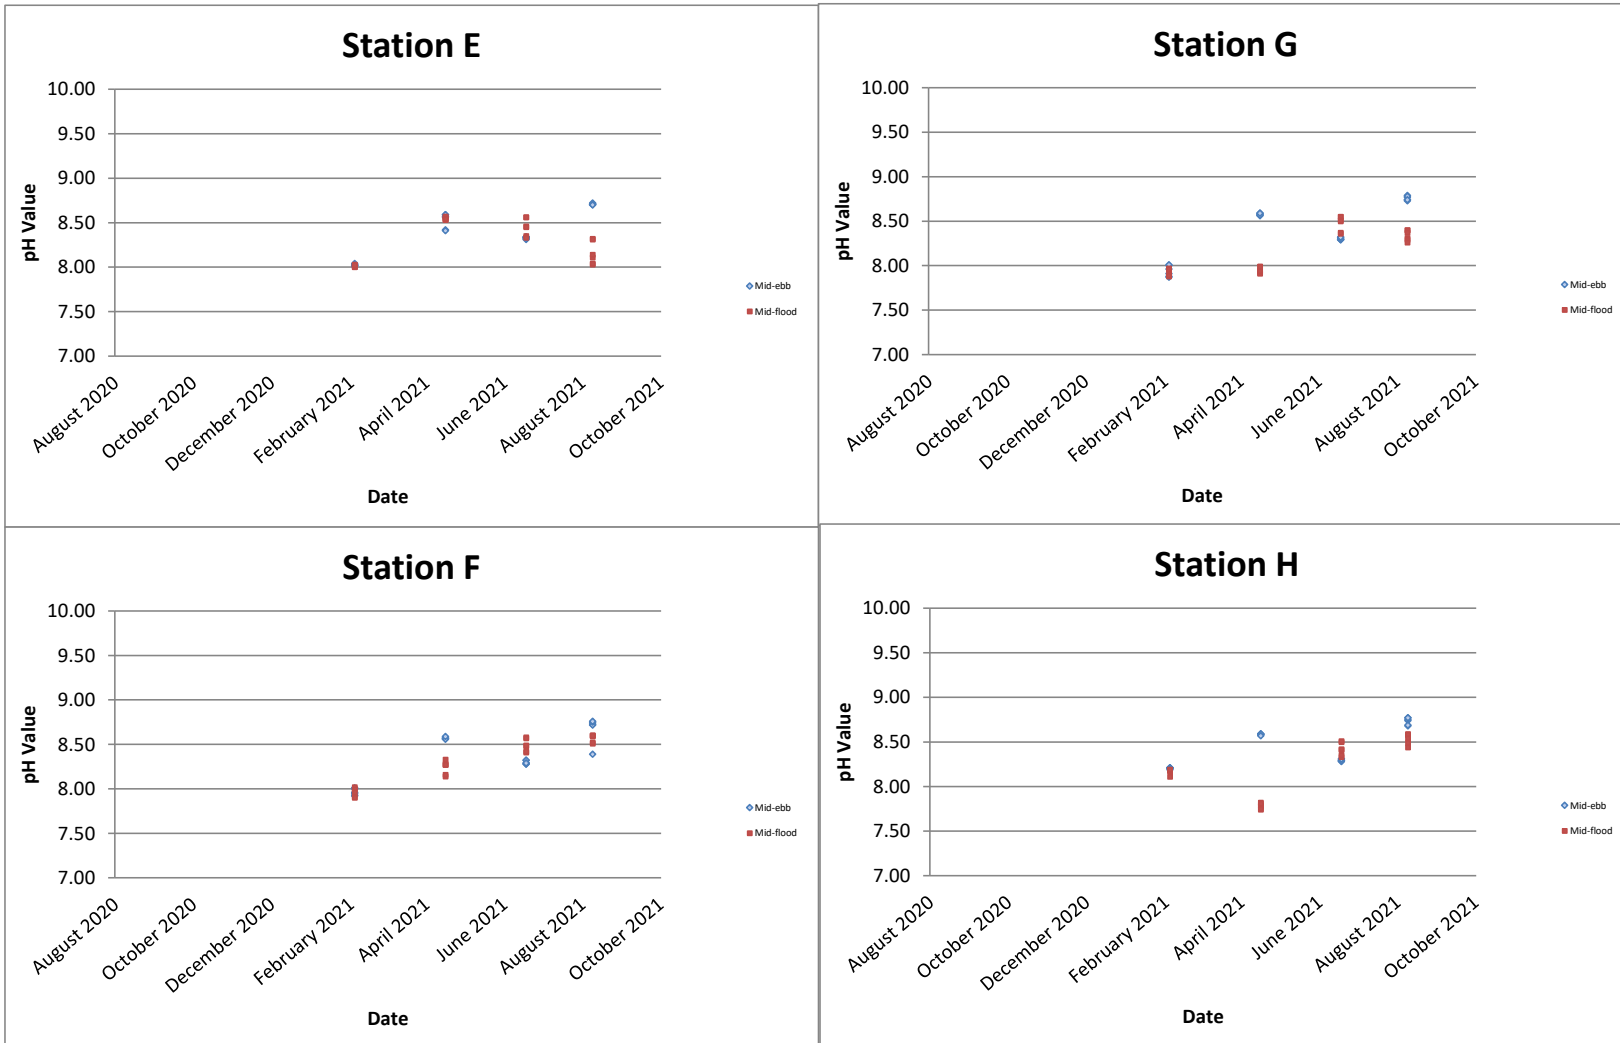 Station E
10.00
9.50
9.00
8.50
8.00
7.50
7.00
pH Value
August 2020
October 2020
December 2020
February 2021
April 2021
June 2021
August 2021
October 2021
Date
Mid-ebb
Mid-flood
Station G
10.00
9.50
9.00
8.50
8.00
7.50
7.00
pH Value
August 2020
October 2020
December 2020
February 2021
April 2021
June 2021
August 2021
October 2021
Date
Mid-ebb
Mid-flood
Station F
10.00
9.50
9.00
8.50
8.00
7.50
7.00
pH Value
August 2020
October 2020
December 2020
February 2021
April 2021
June 2021
August 2021
October 2021
Date
Mid-ebb
Mid-flood
Station H
10.00
9.50
9.00
8.50
8.00
7.50
7.00
pH Value
August 2020
October 2020
December 2020
February 2021
April 2021
June 2021
August 2021
October 2021
Date
Mid-ebb
Mid-flood